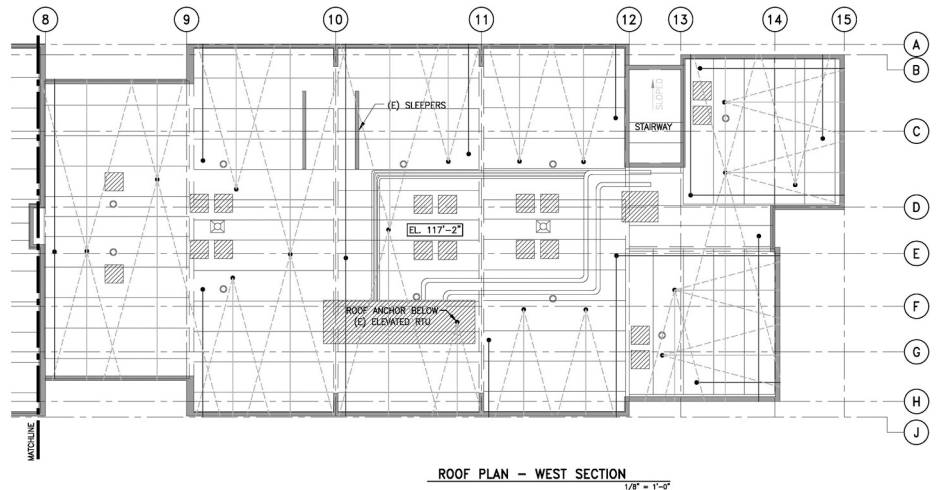 8 9 10 11 12 13 14 15
A
B
(E) SLEEPERS
SLOPED
STAIRWAY
C
D
EL. 117'-2"
E
F
ROOF ANCHOR BELOW
(E) ELEVATED RTU
G
H
J
MATCHLINE
ROOF PLAN - WEST SECTION
1/8" = 1'-0"